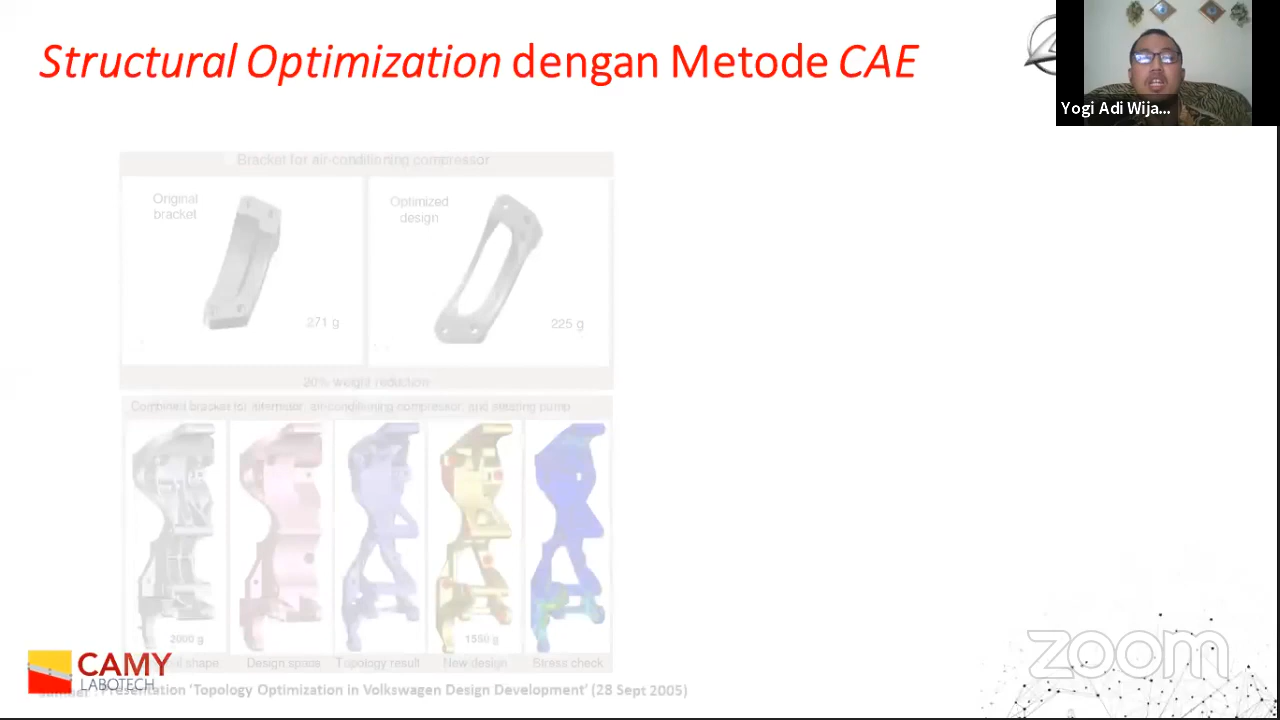 Structural Optimization dengan Metode CAE
Yogi Adi Wija...
Bracket for air-conditioning compressor
Original
bracket
271 g
Optimized
design
225 g
20% weight reduction
Combined bracket for alternator, air-conditioning compressor, and steering pump
2000 g
1550 g
shape
Design space
Topology result
New design
Stress check
CAMY
LABOTECH
Presentation 'Topology Optimization in Volkswagen Design Development' (28 Sept 2005)
zoom